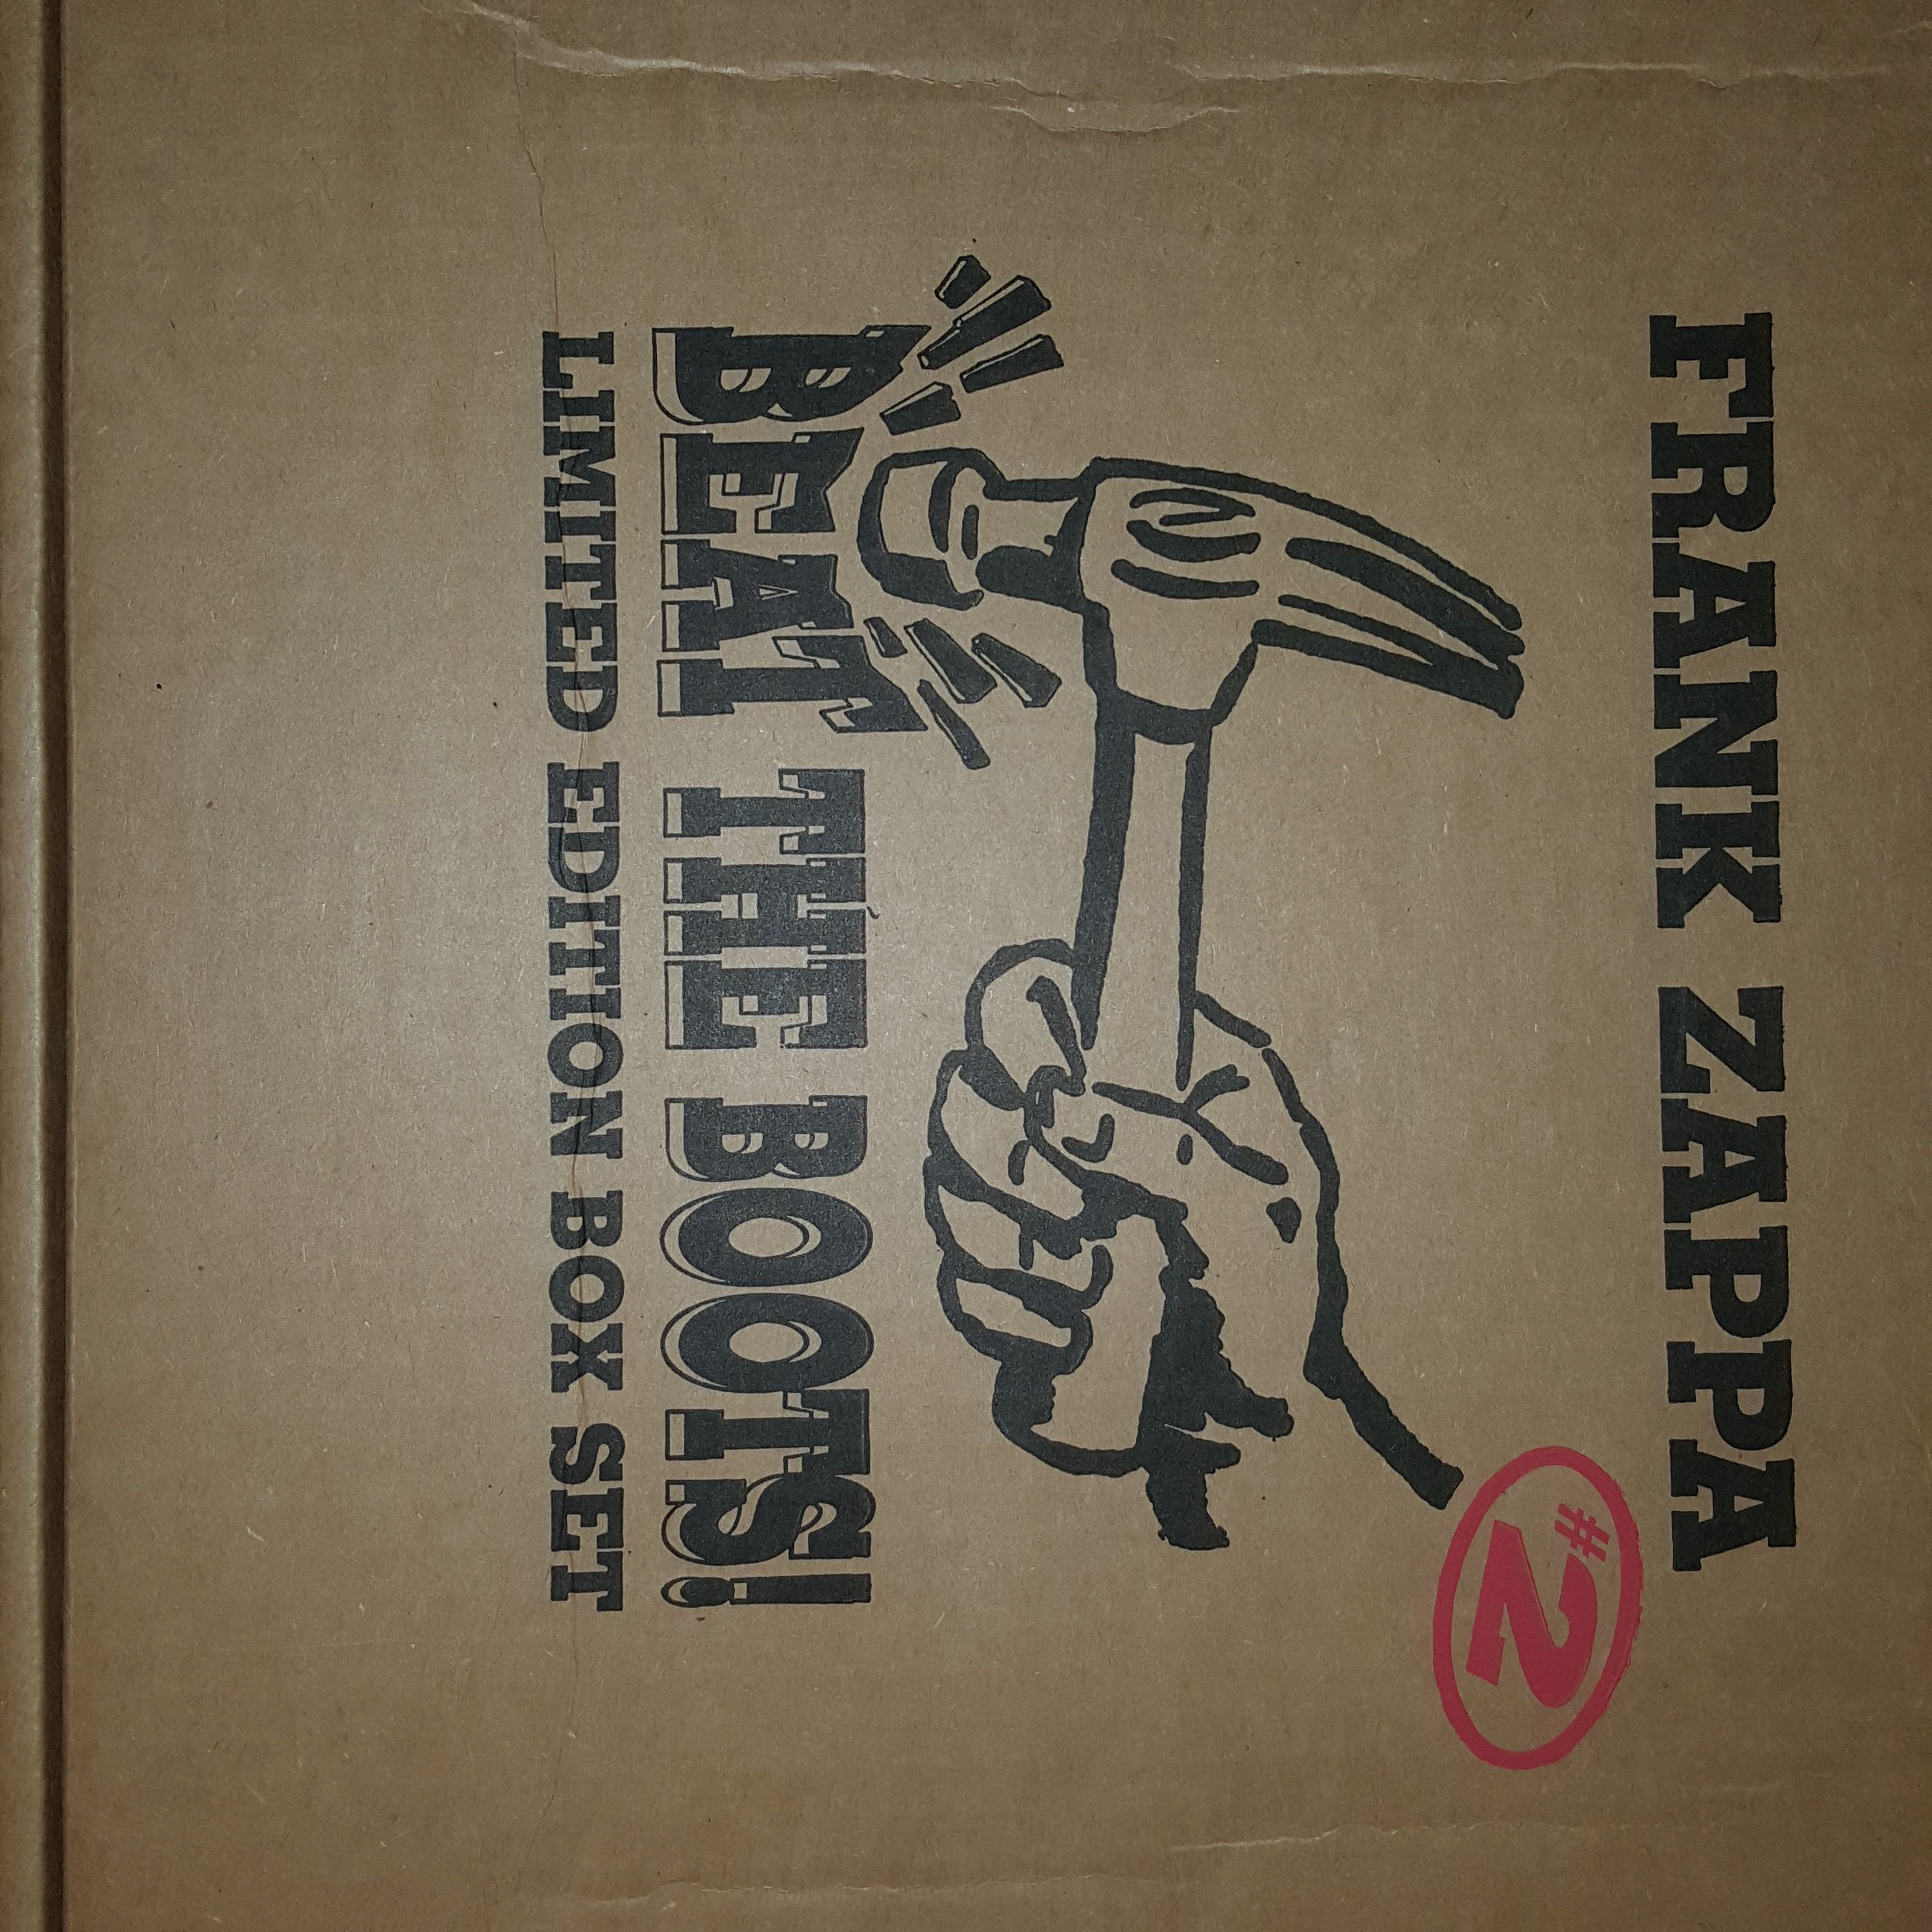 FRANK ZAPPA
#2
BEAT THE BOOTS!
LIMITED EDITION BOX SET